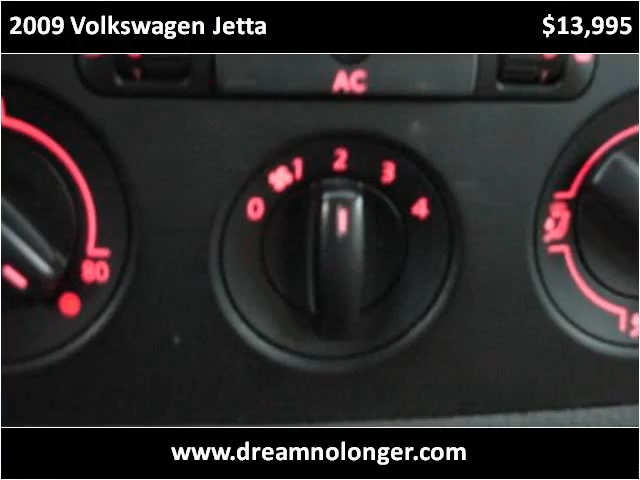 2009 Volkswagen Jetta $13,995
AC
0 1 2 3 4
80
www.dreamnolonger.com